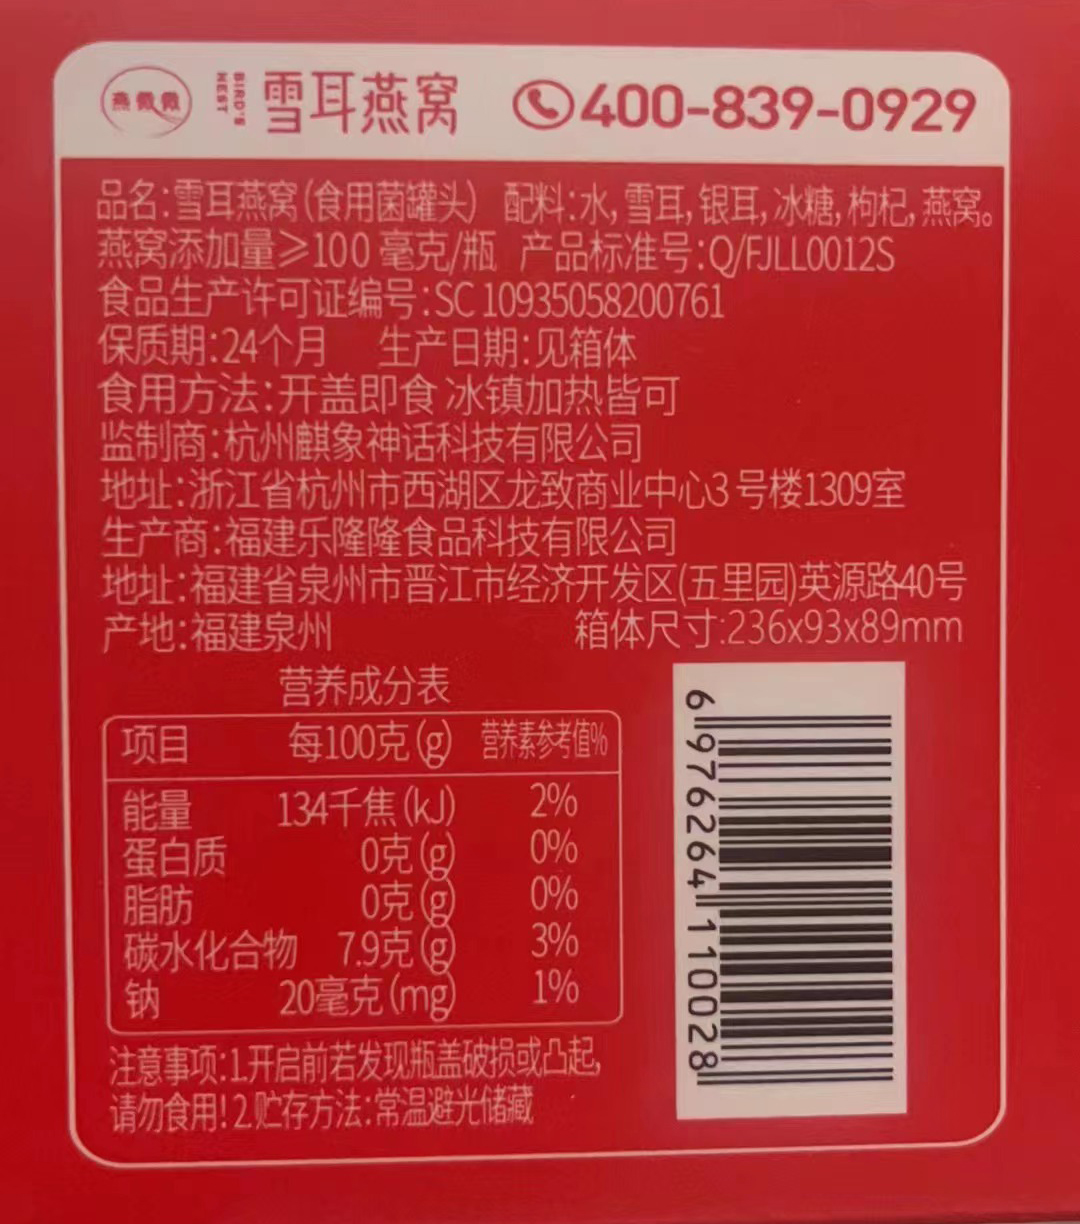 燕微微 BIRD'S NEST 雪耳燕窝 400-839-0929
品名:雪耳燕窝(食用菌罐头) 配料:水, 雪耳, 银耳, 冰糖, 枸杞, 燕窝。
燕窝添加量≥100 毫克/瓶 产品标准号:Q/FJLL0012S
食品生产许可证编号:SC 10935058200761
保质期:24个月 生产日期:见箱体
食用方法:开盖即食 冰镇加热皆可
监制商:杭州麒象神话科技有限公司
地址:浙江省杭州市西湖区龙致商业中心3号楼1309室
生产商:福建乐隆隆食品科技有限公司
地址:福建省泉州市晋江市经济开发区(五里园)英源路40号
产地:福建泉州 箱体尺寸:236x93x89mm
营养成分表
项目 每100克(g) 营养素参考值%
能量 134千焦(kJ) 2%
蛋白质 0克(g) 0%
脂肪 0克(g) 0%
碳水化合物 7.9克(g) 3%
钠 20毫克(mg) 1%
注意事项:1.开启前若发现瓶盖破损或凸起,
请勿食用! 2.贮存方法:常温避光储藏
6 976264 110028